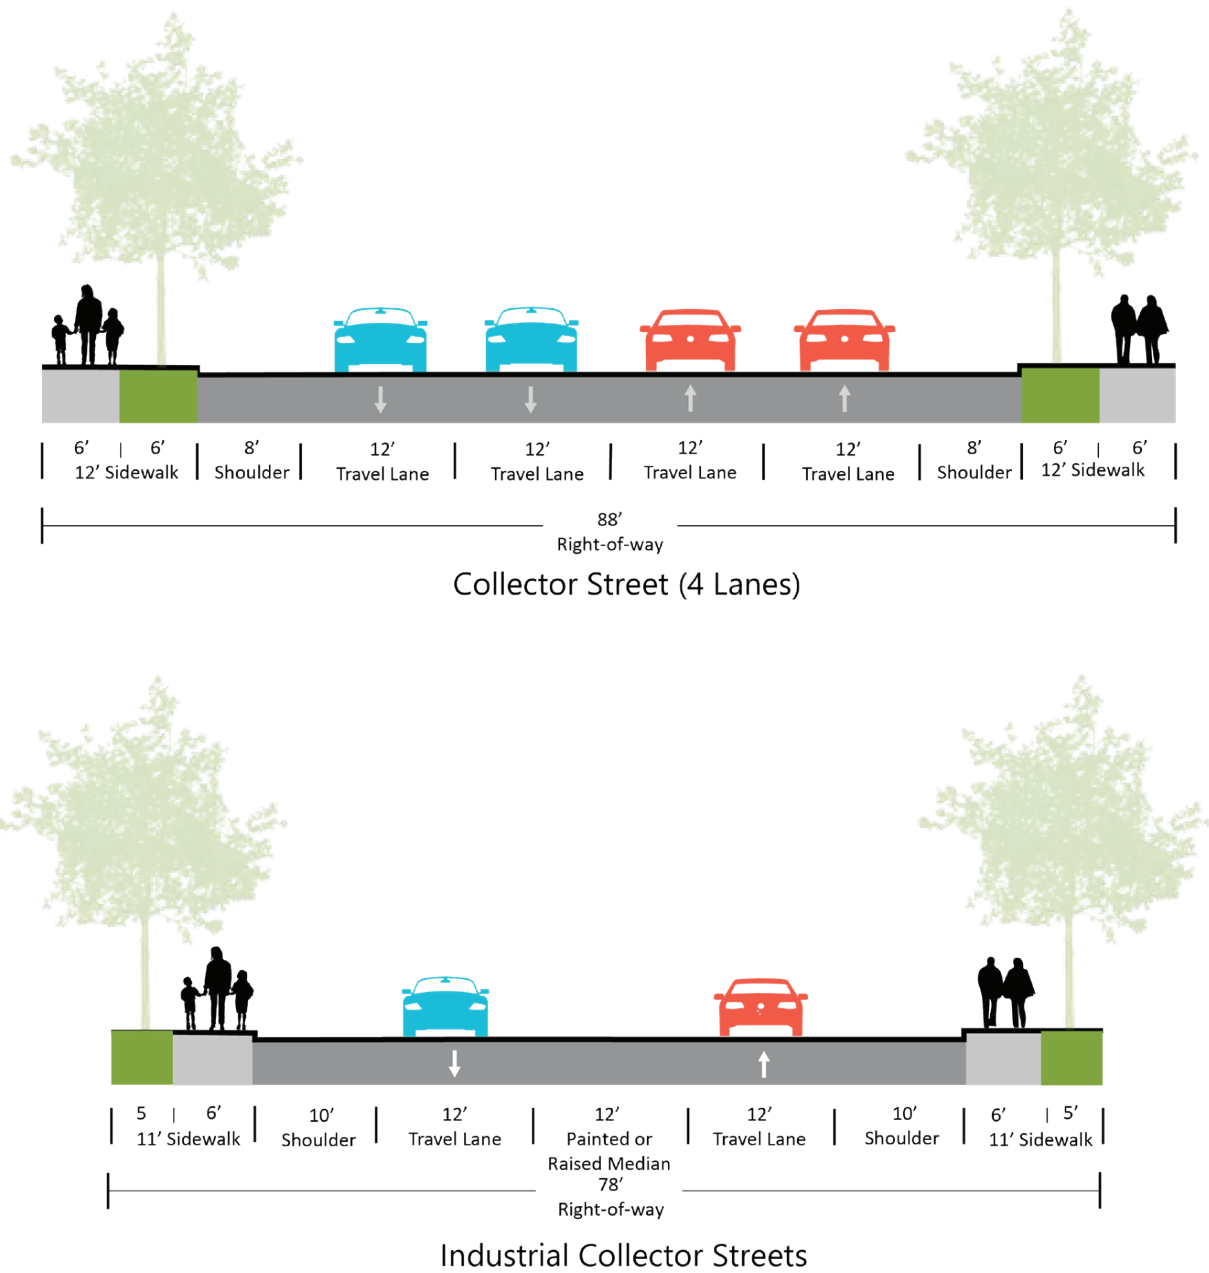 6’ 6’ 8’ 12’ 12’ 12’ 12’ 8’ 6’ 6’
12’ Sidewalk Shoulder Travel Lane Travel Lane Travel Lane Travel Lane Shoulder 12’ Sidewalk
88’
Right-of-way
Collector Street (4 Lanes)
5 6’ 10’ 12’ 12’ 12’ 10’ 6’ 5’
11’ Sidewalk Shoulder Travel Lane Painted or Travel Lane Shoulder 11’ Sidewalk
Raised Median
78’
Right-of-way
Industrial Collector Streets